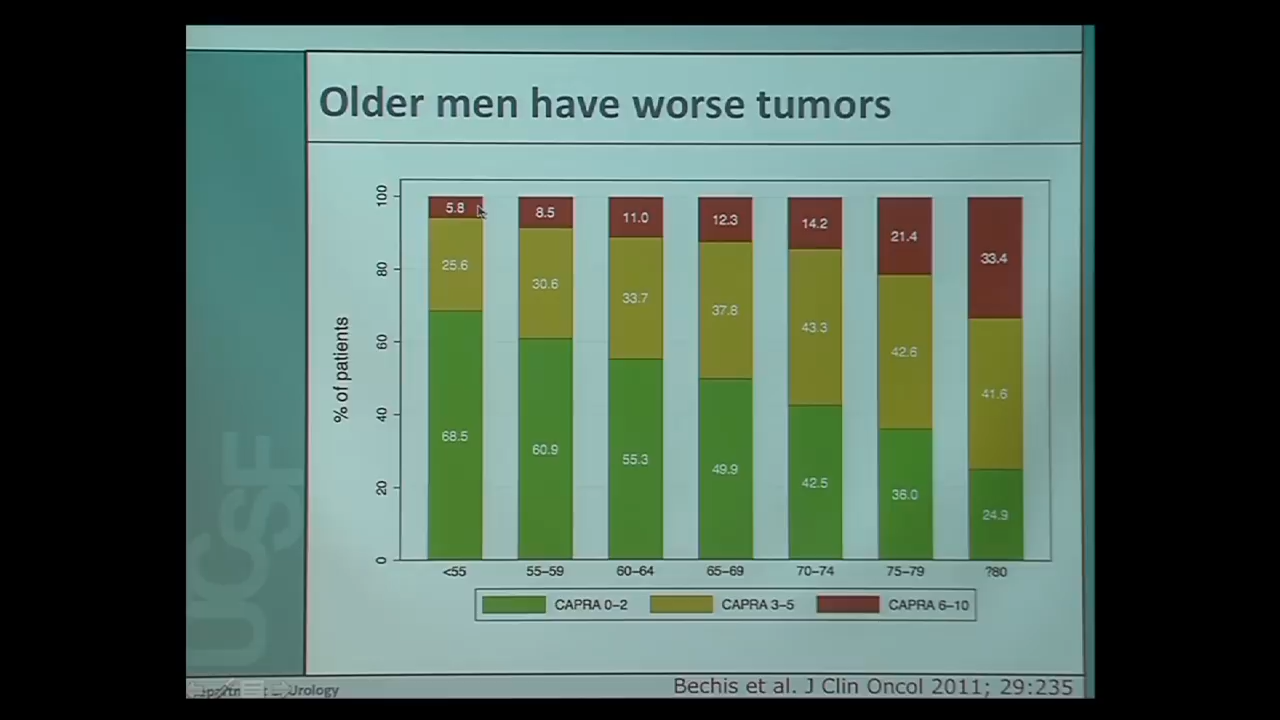 Older men have worse tumors
% of patients
100
80
60
40
20
0
5.8 8.5 11.0 12.3 14.2 21.4 33.4
25.6 30.6 33.7 37.8 43.3 42.6 41.6
68.5 60.9 55.3 49.9 42.5 36.0 24.9
<55 55–59 60–64 65–69 70–74 75–79 ?80
CAPRA 0–2 CAPRA 3–5 CAPRA 6–10
UCSF
Urology
Bechis et al. J Clin Oncol 2011; 29:235